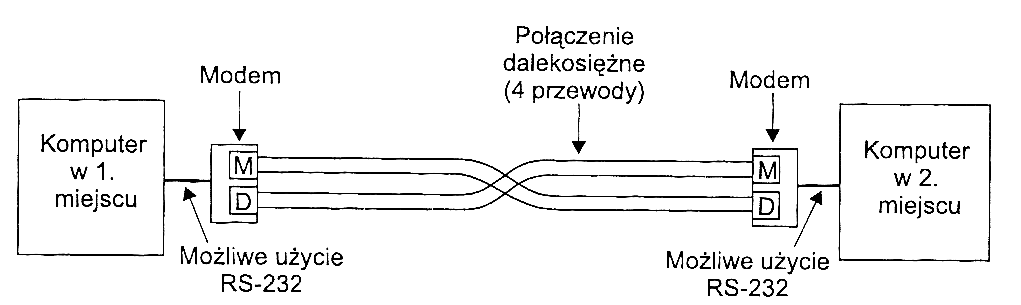 Połączenie
dalekosiężne
(4 przewody)
Modem
Modem
Komputer
w 1.
miejscu
M
D
M
D
Komputer
w 2.
miejscu
Możliwe użycie
RS-232
Możliwe użycie
RS-232